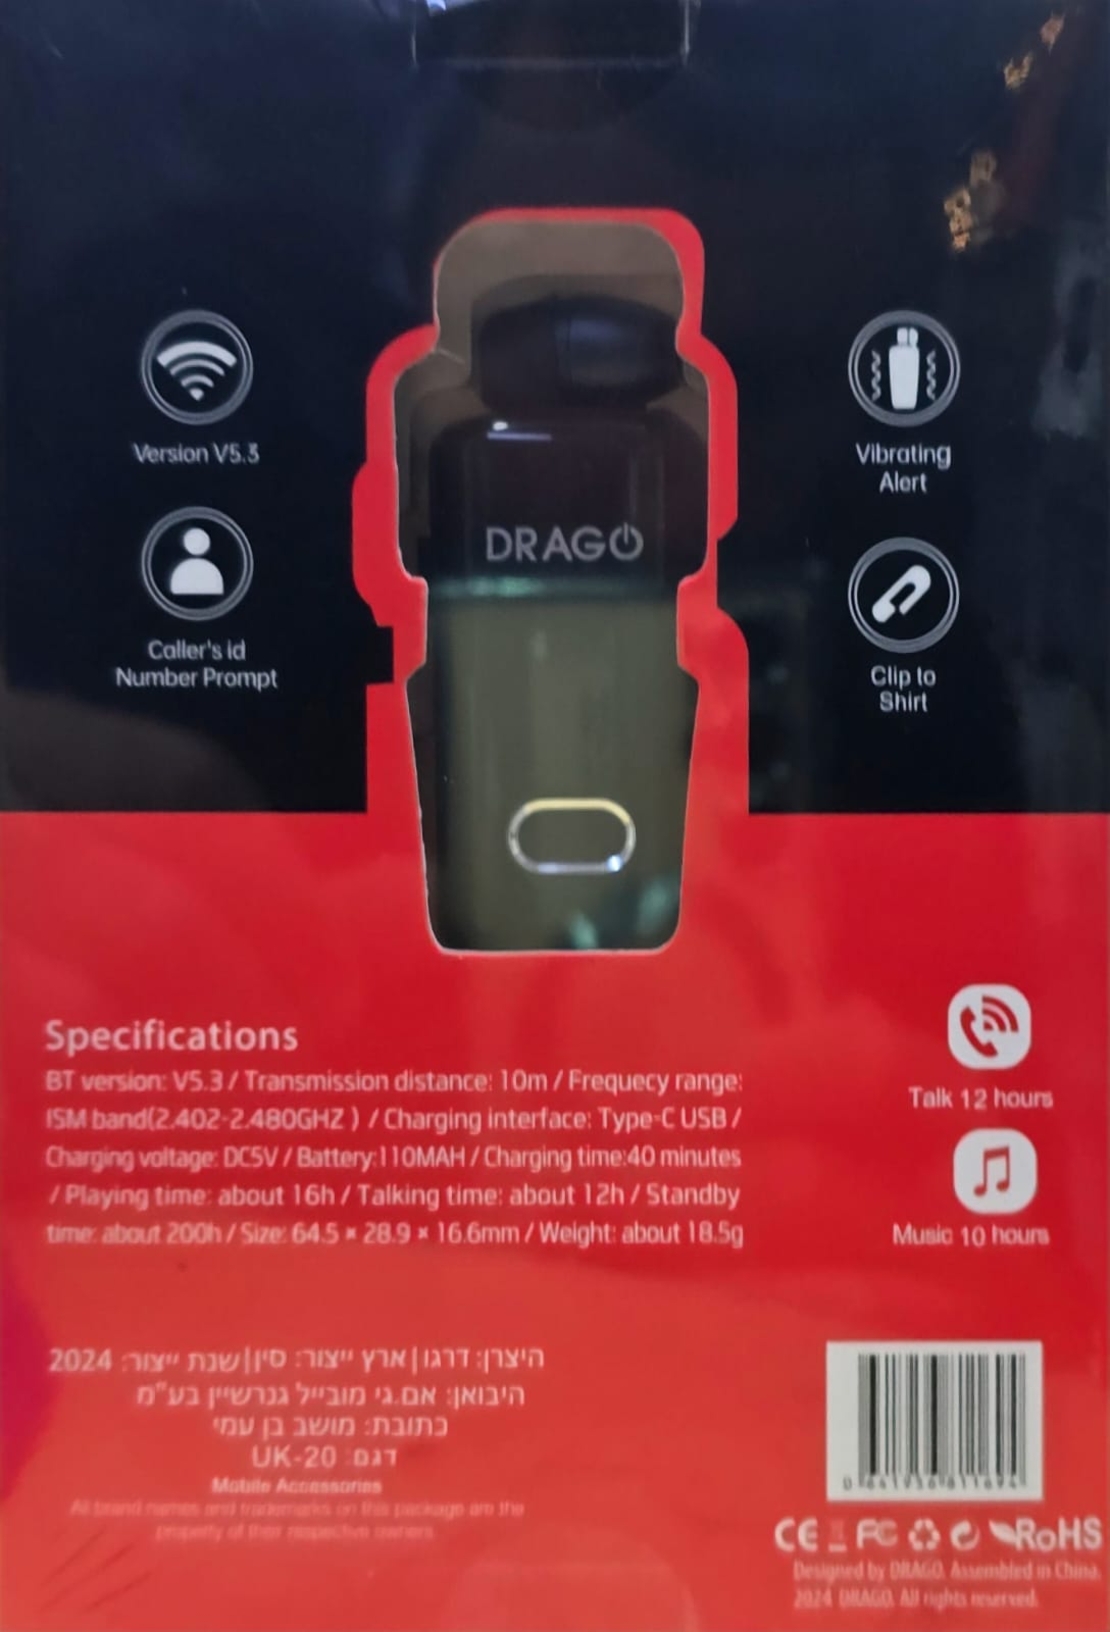 Version V5.3
Caller's id
Number Prompt
Vibrating
Alert
Clip to
Shirt
DRAGO
Specifications
BT version: V5.3 / Transmission distance: 10m / Frequecy range:
ISM band(2.402-2.480GHZ ) / Charging interface: Type-C USB /
Charging voltage: DC5V / Battery:110MAH / Charging time:40 minutes
/ Playing time: about 16h / Talking time: about 12h / Standby
time: about 200h / Size: 64.5 × 28.9 × 16.6mm / Weight: about 18.5g
Talk 12 hours
Music 10 hours
היצרן: דרגו|ארץ ייצור: סין|שנת ייצור: 2024
היבואן: אם.ג'י מובייל גנרשיין בע"מ
כתובת: מושב בן עמי
דגם: UK-20
Mobile Accessories
All brand names and trademarks on this package are the
property of their respective owners.
CE FC RoHS
Designed by DRAGO. Assembled in China.
2024 DRAGO. All rights reserved.